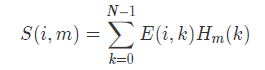 S(i, m) = \sum_{k=0}^{N-1} E(i, k) H_m(k)